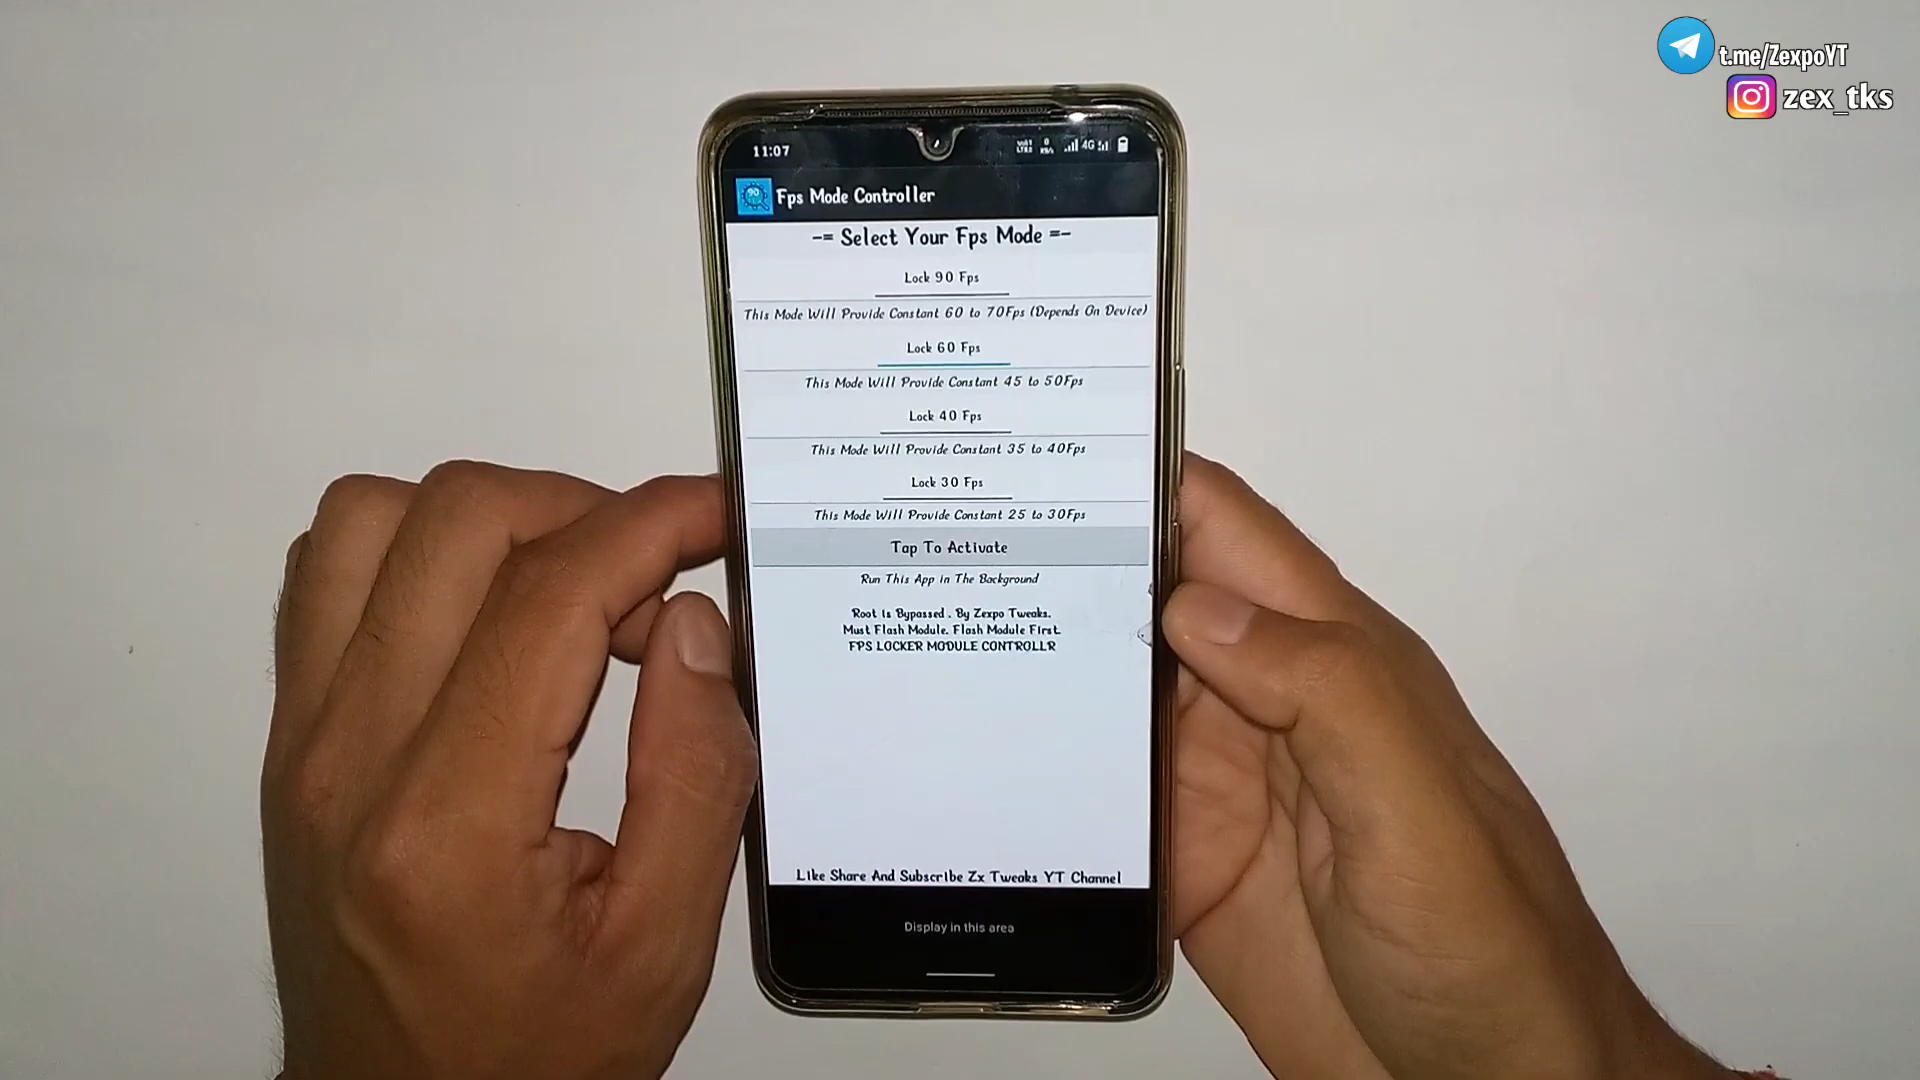 t.me/ZexpoYT
zex_tks
11:07
4G
90
Fps Mode Controller
-= Select Your Fps Mode =-
Lock 90 Fps
This Mode Will Provide Constant 60 to 70Fps (Depends On Device)
Lock 60 Fps
This Mode Will Provide Constant 45 to 50Fps
Lock 40 Fps
This Mode Will Provide Constant 35 to 40Fps
Lock 30 Fps
This Mode Will Provide Constant 25 to 30Fps
Tap To Activate
Run This App in The Background
Root Is Bypassed . By Zexpo Tweaks.
Must Flash Module. Flash Module First.
FPS LOCKER MODULE CONTROLLR
Like Share And Subscribe Zx Tweaks YT Channel
Display in this area